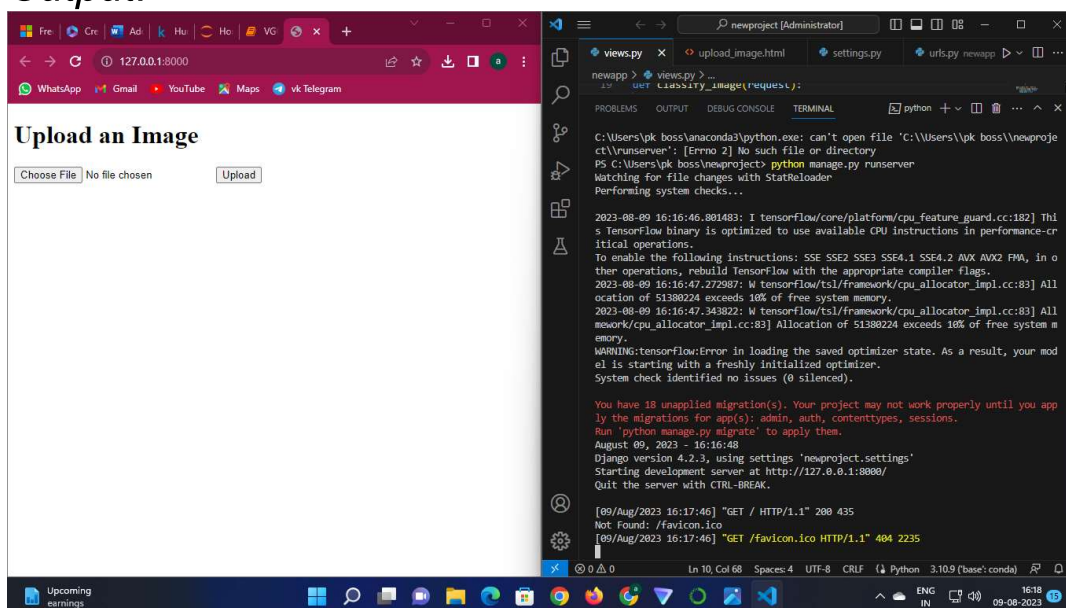 Output:
Fre
Cre
Adi
Hui
Ho
VG
127.0.0.1:8000
WhatsApp Gmail YouTube Maps vk Telegram
Upload an Image
Choose File No file chosen Upload
newproject [Administrator]
views.py upload_image.html settings.py urls.py newapp
newapp > views.py > ...
19 def classify_image(request):
PROBLEMS OUTPUT DEBUG CONSOLE TERMINAL python
C:\Users\pk boss\anaconda3\python.exe: can't open file 'C:\\Users\\pk boss\\newproje
ct\\runserver': [Errno 2] No such file or directory
PS C:\Users\pk boss\newproject> python manage.py runserver
Watching for file changes with StatReloader
Performing system checks...
2023-08-09 16:16:46.801483: I tensorflow/core/platform/cpu_feature_guard.cc:182] Thi
s TensorFlow binary is optimized to use available CPU instructions in performance-cr
itical operations.
To enable the following instructions: SSE SSE2 SSE3 SSE4.1 SSE4.2 AVX AVX2 FMA, in o
ther operations, rebuild TensorFlow with the appropriate compiler flags.
2023-08-09 16:16:47.272987: W tensorflow/tsl/framework/cpu_allocator_impl.cc:83] All
ocation of 51380224 exceeds 10% of free system memory.
2023-08-09 16:16:47.343822: W tensorflow/tsl/framework/cpu_allocator_impl.cc:83] All
mework/cpu_allocator_impl.cc:83] Allocation of 51380224 exceeds 10% of free system m
emory.
WARNING:tensorflow:Error in loading the saved optimizer state. As a result, your mod
el is starting with a freshly initialized optimizer.
System check identified no issues (0 silenced).
You have 18 unapplied migration(s). Your project may not work properly until you app
ly the migrations for app(s): admin, auth, contenttypes, sessions.
Run 'python manage.py migrate' to apply them.
August 09, 2023 - 16:16:48
Django version 4.2.3, using settings 'newproject.settings'
Starting development server at http://127.0.0.1:8000/
Quit the server with CTRL-BREAK.
[09/Aug/2023 16:17:46] "GET / HTTP/1.1" 200 435
Not Found: /favicon.ico
[09/Aug/2023 16:17:46] "GET /favicon.ico HTTP/1.1" 404 2235
0 0 Ln 10, Col 68 Spaces: 4 UTF-8 CRLF Python 3.10.9 ('base': conda)
Upcoming
earnings
ENG
IN
16:18
09-08-2023
15